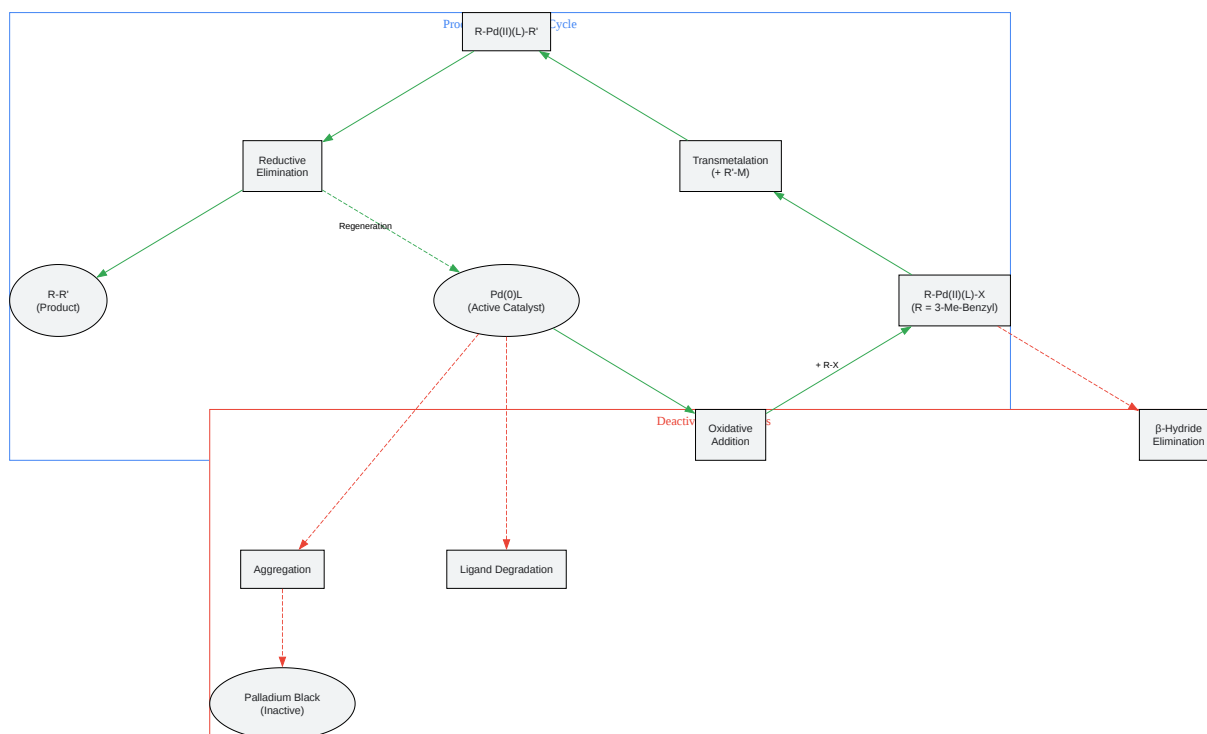 Cycle
R-Pd(II)(L)-R'
Reductive
Elimination
Transmetalation
(+ R'-M)
Regeneration
R-R'
(Product)
Pd(0)L
(Active Catalyst)
R-Pd(II)(L)-X
(R = 3-Me-Benzyl)
+ R-X
Oxidative
Addition
β-Hydride
Elimination
Aggregation
Ligand Degradation
Palladium Black
(Inactive)